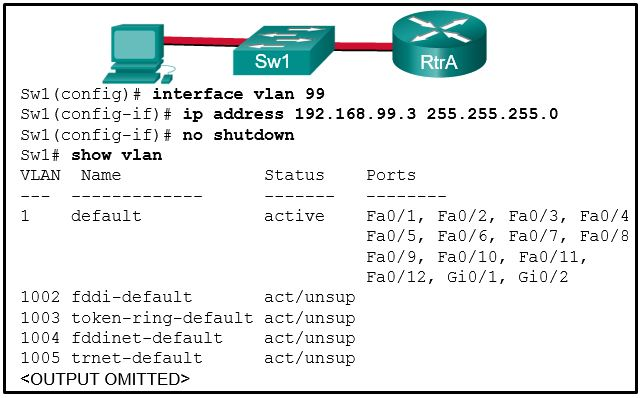 Sw1
RtrA
Sw1(config)# interface vlan 99
Sw1(config-if)# ip address 192.168.99.3 255.255.255.0
Sw1(config-if)# no shutdown
Sw1# show vlan
VLAN Name Status Ports
--- ------------- ------- --------
1 default active Fa0/1, Fa0/2, Fa0/3, Fa0/4
Fa0/5, Fa0/6, Fa0/7, Fa0/8
Fa0/9, Fa0/10, Fa0/11,
Fa0/12, Gi0/1, Gi0/2
1002 fddi-default act/unsup
1003 token-ring-default act/unsup
1004 fddinet-default act/unsup
1005 trnet-default act/unsup
<OUTPUT OMITTED>